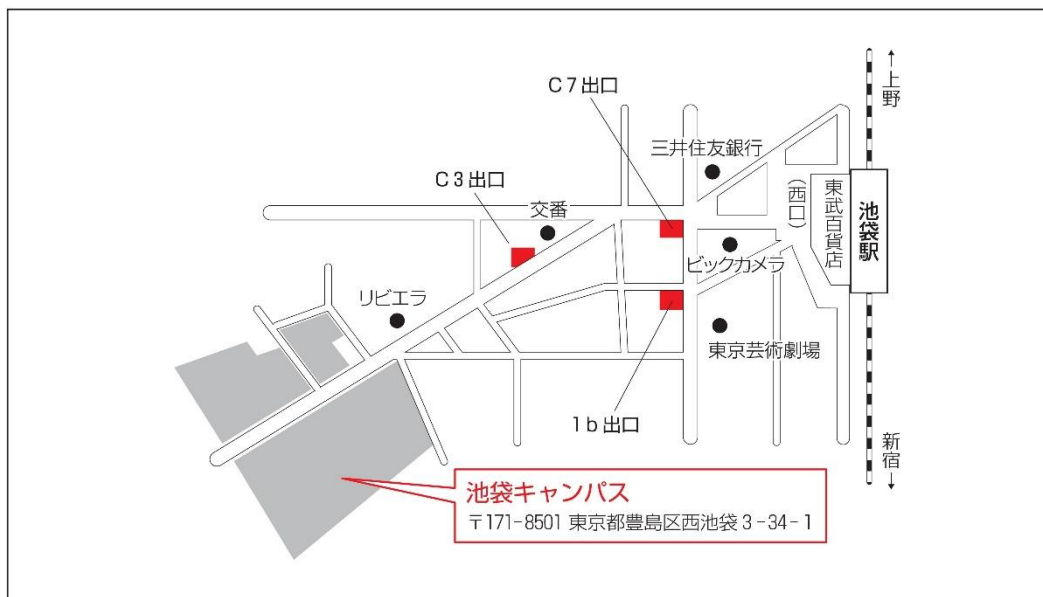 ↑上野
C7出口
三井住友銀行
C3出口
(西口)
東武百貨店
池袋駅
交番
ビックカメラ
リビエラ
東京芸術劇場
1b出口
新宿↓
池袋キャンパス
〒171-8501 東京都豊島区西池袋3-34-1